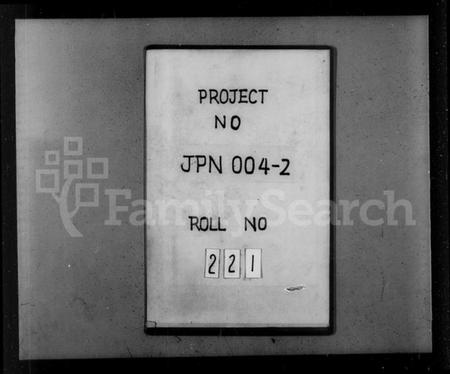 PROJECT
NO
JPN 004-2
FamilySearch
ROLL NO
221